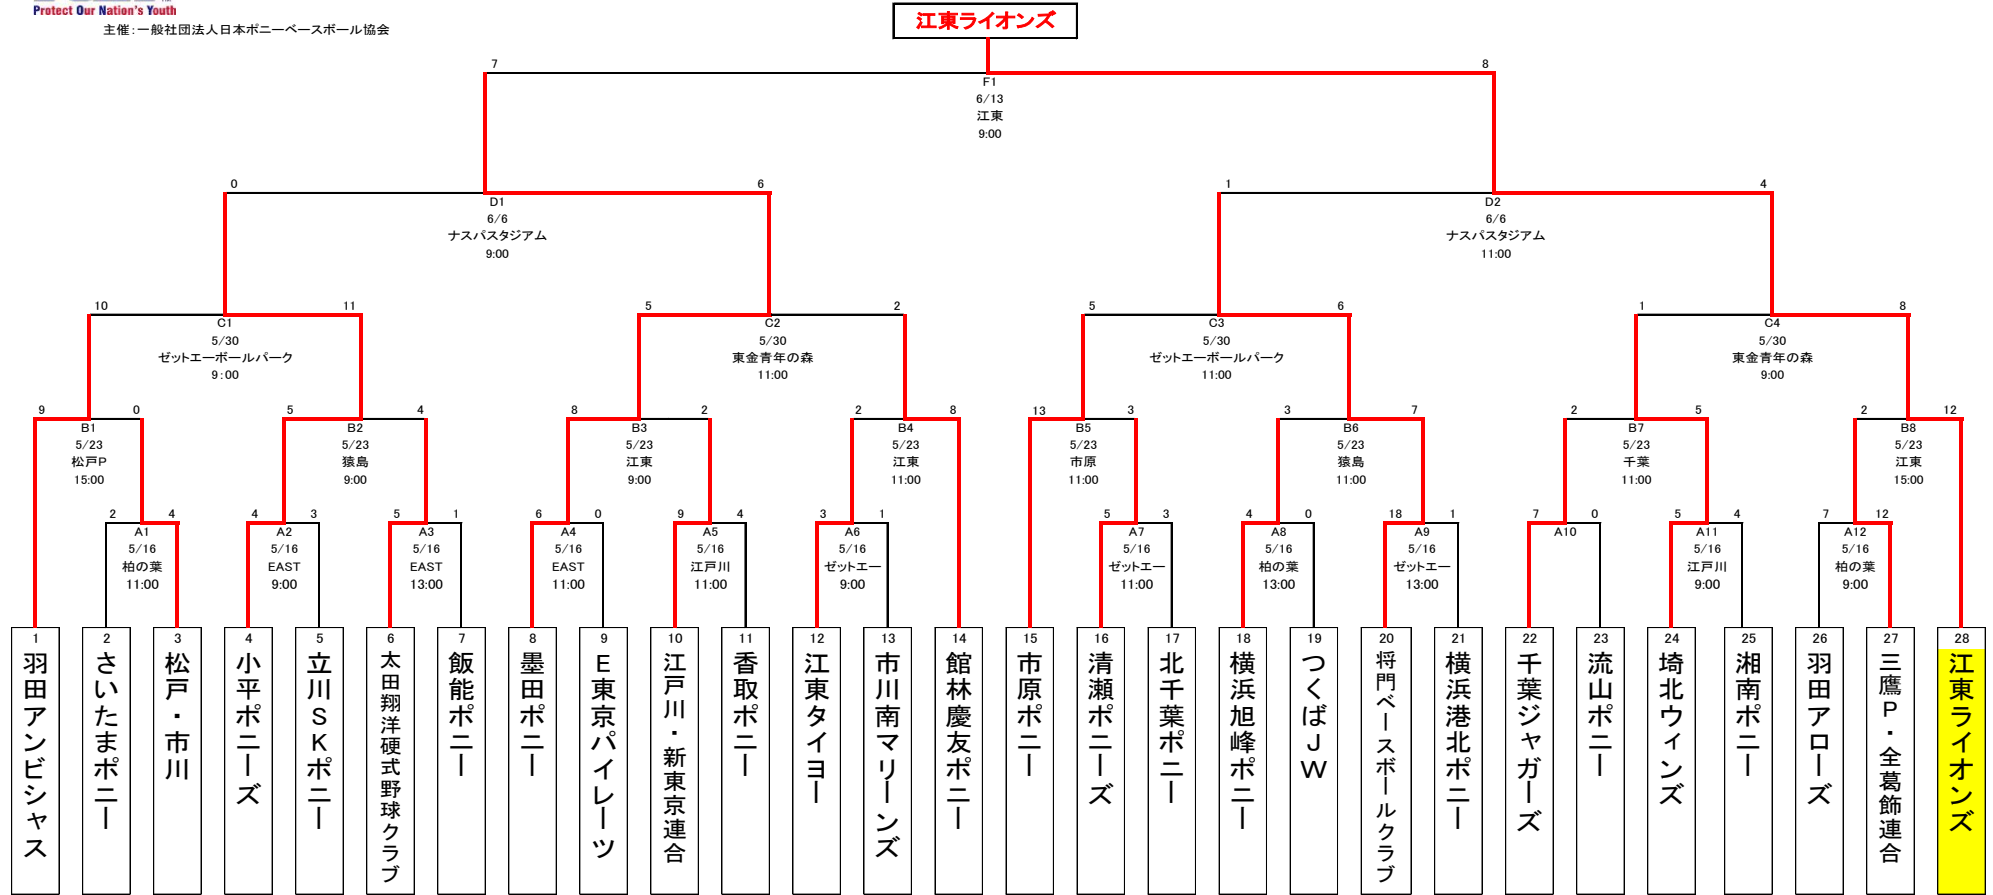 Protect Our Nation's Youth
主催:一般社団法人日本ポニーベースボール協会
江東ライオンズ
7 8
F1
6/13
江東
9:00
0 6 1 4
D1 D2
6/6 6/6
ナスパスタジアム ナスパスタジアム
9:00 11:00
10 11 5 2 5 6 1 8
C1 C2 C3 C4
5/30 5/30 5/30 5/30
ゼットエーボールパーク 東金青年の森 ゼットエーボールパーク 東金青年の森
9:00 11:00 11:00 9:00
9 0 5 4 8 2 2 8 13 3 3 7 2 5 2 12
B1 B2 B3 B4 B5 B6 B7 B8
5/23 5/23 5/23 5/23 5/23 5/23 5/23 5/23
松戸P 猿島 江東 江東 市原 猿島 千葉 江東
15:00 9:00 9:00 11:00 11:00 11:00 11:00 15:00
2 4 4 3 5 1 6 0 9 4 3 1 5 3 4 0 18 1 7 0 5 4 7 12
A1 A2 A3 A4 A5 A6 A7 A8 A9 A10 A11 A12
5/16 5/16 5/16 5/16 5/16 5/16 5/16 5/16 5/16 5/16 5/16
柏の葉 EAST EAST EAST 江戸川 ゼットエー ゼットエー 柏の葉 ゼットエー 江戸川 柏の葉
11:00 9:00 13:00 11:00 11:00 9:00 11:00 13:00 13:00 9:00 9:00
1 2 3 4 5 6 7 8 9 10 11 12 13 14 15 16 17 18 19 20 21 22 23 24 25 26 27 28
羽田アンビシャス
さいたまポニー
松戸・市川
小平ポニーズ
立川SKポニー
太田翔洋硬式野球クラブ
飯能ポニー
墨田ポニー
E東京パイレーツ
江戸川・新東京連合
香取ポニー
江東タイヨー
市川南マリーンズ
館林慶友ポニー
市原ポニー
清瀬ポニーズ
北千葉ポニー
横浜旭峰ポニー
つくばJW
将門ベースボールクラブ
横浜港北ポニー
千葉ジャガーズ
流山ポニー
埼北ウィンズ
湘南ポニー
羽田アローズ
三鷹P・全葛飾連合
江東ライオンズ